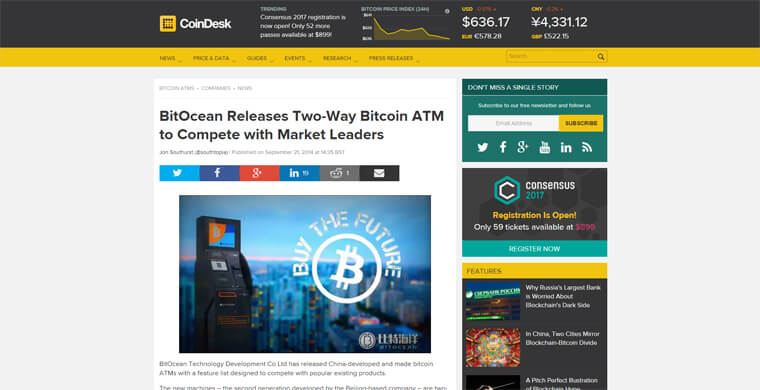 CoinDesk
TRENDING
Consensus 2017 registration is
now open! Only 52 more
passes available at $899!
BITCOIN PRICE INDEX (24H)
$641
$636
USD
$636.17
EUR €578.28
CNY
¥4,331.12
GBP £522.15
NEWS
PRICE & DATA
GUIDES
EVENTS
RESEARCH
PRESS RELEASES
Search
BITCOIN ATMS • COMPANIES • NEWS
BitOcean Releases Two-Way Bitcoin ATM
to Compete with Market Leaders
Jon Southurst (@southtopia) | Published on September 21, 2014 at 14:35 BST
19
1
BUY THE FUTURE
比特海洋
BITOCEAN
BitOcean Technology Development Co Ltd has released China-developed and made bitcoin
ATMs with a feature list designed to compete with popular existing products.
The new machines – the second generation developed by the Beijing-based company – are two-
DON'T MISS A SINGLE STORY
Subscribe to our free newsletter and follow us
Email Address
SUBSCRIBE
consensus
2017
Registration Is Open!
Only 59 tickets available at $899
REGISTER NOW
FEATURES
Why Russia's Largest Bank
is Worried About
Blockchain's Dark Side
In China, Two Cities Mirror
Blockchain-Bitcoin Divide
A Pitch Perfect Illustration
of Blockchain Hype